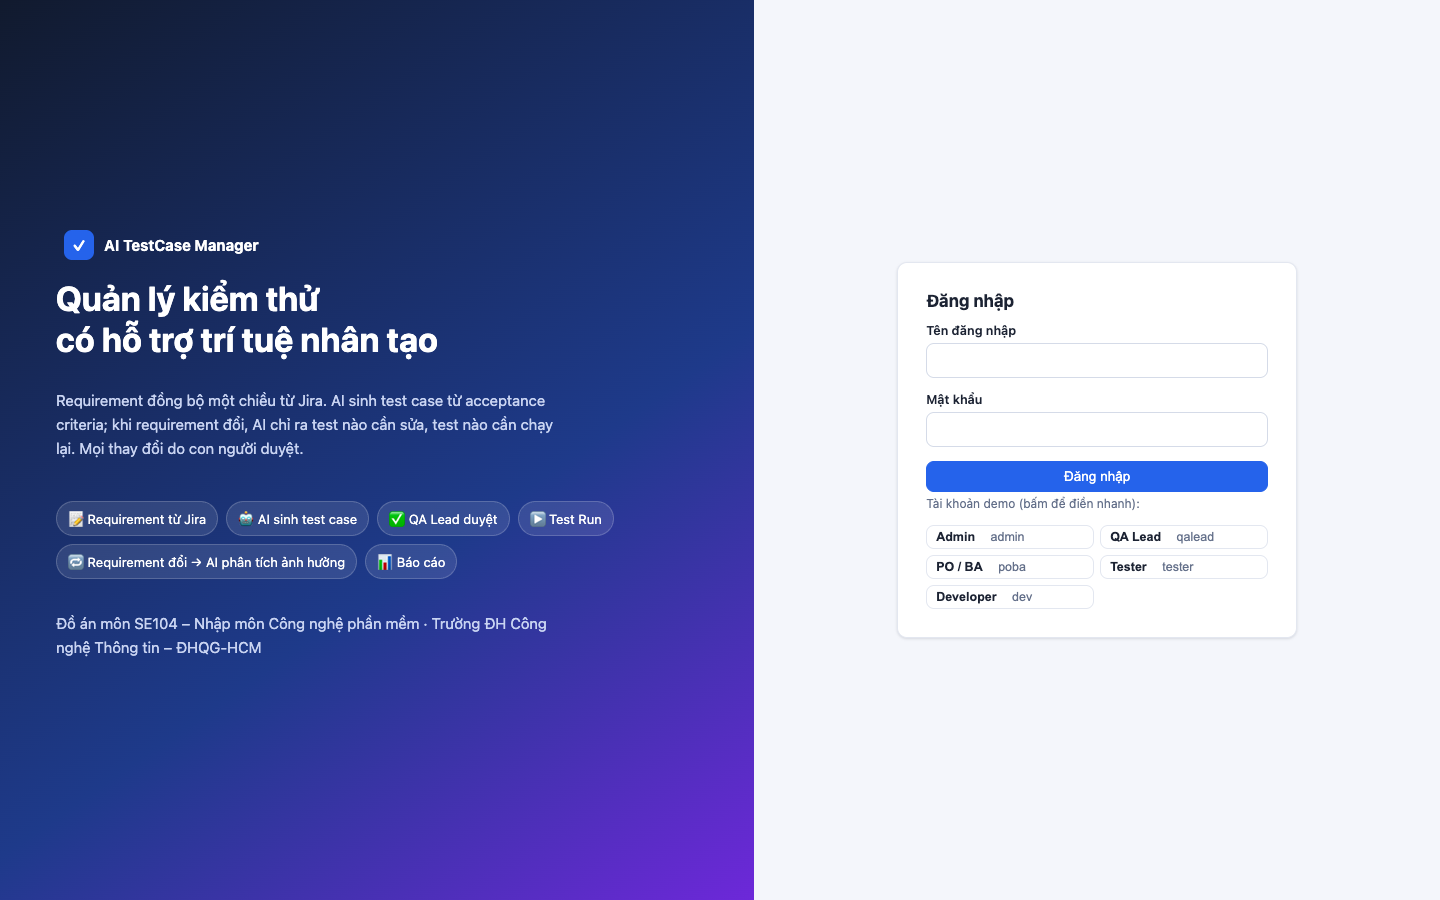 AI TestCase Manager
Quản lý kiểm thử
có hỗ trợ trí tuệ nhân tạo
Requirement đồng bộ một chiều từ Jira. AI sinh test case từ acceptance
criteria; khi requirement đổi, AI chỉ ra test nào cần sửa, test nào cần chạy
lại. Mọi thay đổi do con người duyệt.
📝 Requirement từ Jira
🤖 AI sinh test case
✅ QA Lead duyệt
▶️ Test Run
🔁 Requirement đổi → AI phân tích ảnh hưởng
📊 Báo cáo
Đồ án môn SE104 – Nhập môn Công nghệ phần mềm · Trường ĐH Công
nghệ Thông tin – ĐHQG-HCM
Đăng nhập
Tên đăng nhập
Mật khẩu
Đăng nhập
Tài khoản demo (bấm để điền nhanh):
Admin admin
QA Lead qalead
PO / BA poba
Tester tester
Developer dev